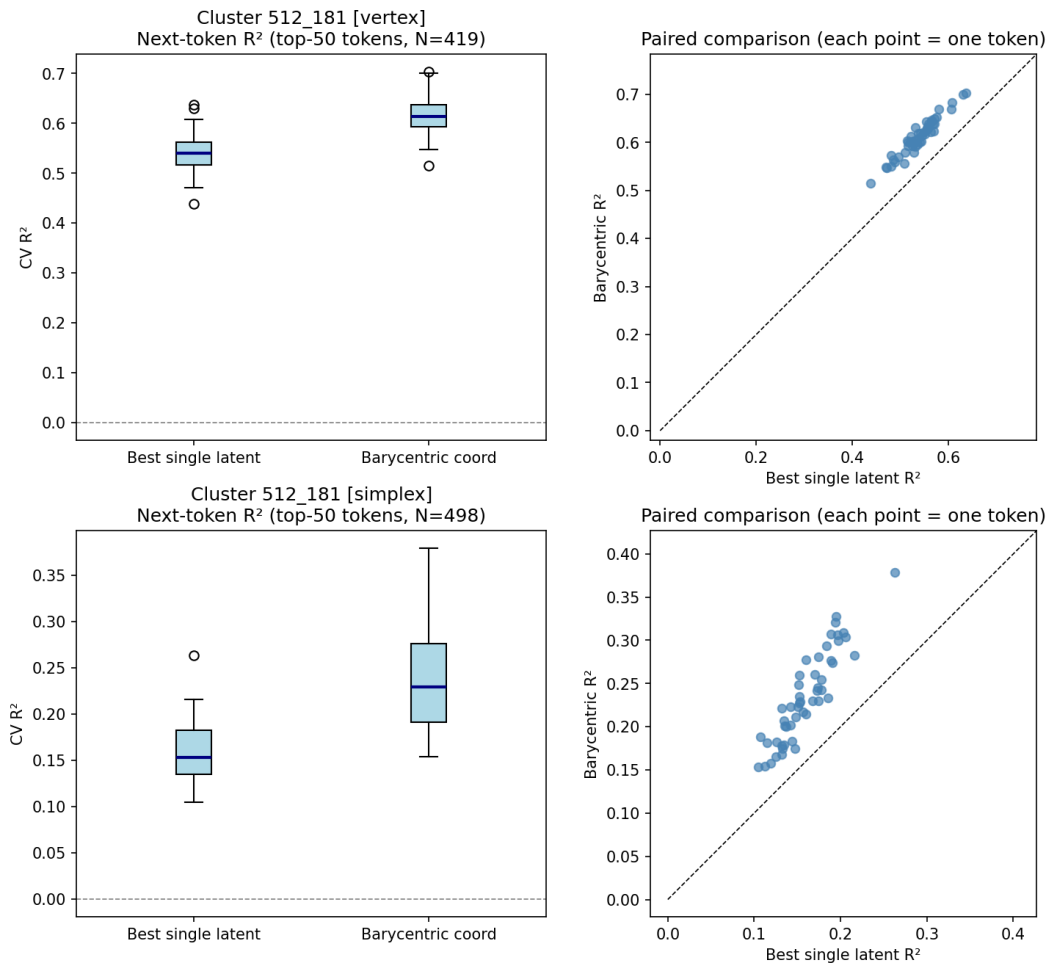 Cluster 512_181 [vertex]
Next-token R² (top-50 tokens, N=419)
CV R²
0.7
0.6
0.5
0.4
0.3
0.2
0.1
0.0
Best single latent
Barycentric coord
Paired comparison (each point = one token)
Barycentric R²
0.7
0.6
0.5
0.4
0.3
0.2
0.1
0.0
0.0
0.2
0.4
0.6
Best single latent R²
Cluster 512_181 [simplex]
Next-token R² (top-50 tokens, N=498)
CV R²
0.35
0.30
0.25
0.20
0.15
0.10
0.05
0.00
Best single latent
Barycentric coord
Paired comparison (each point = one token)
Barycentric R²
0.40
0.35
0.30
0.25
0.20
0.15
0.10
0.05
0.00
0.0
0.1
0.2
0.3
0.4
Best single latent R²